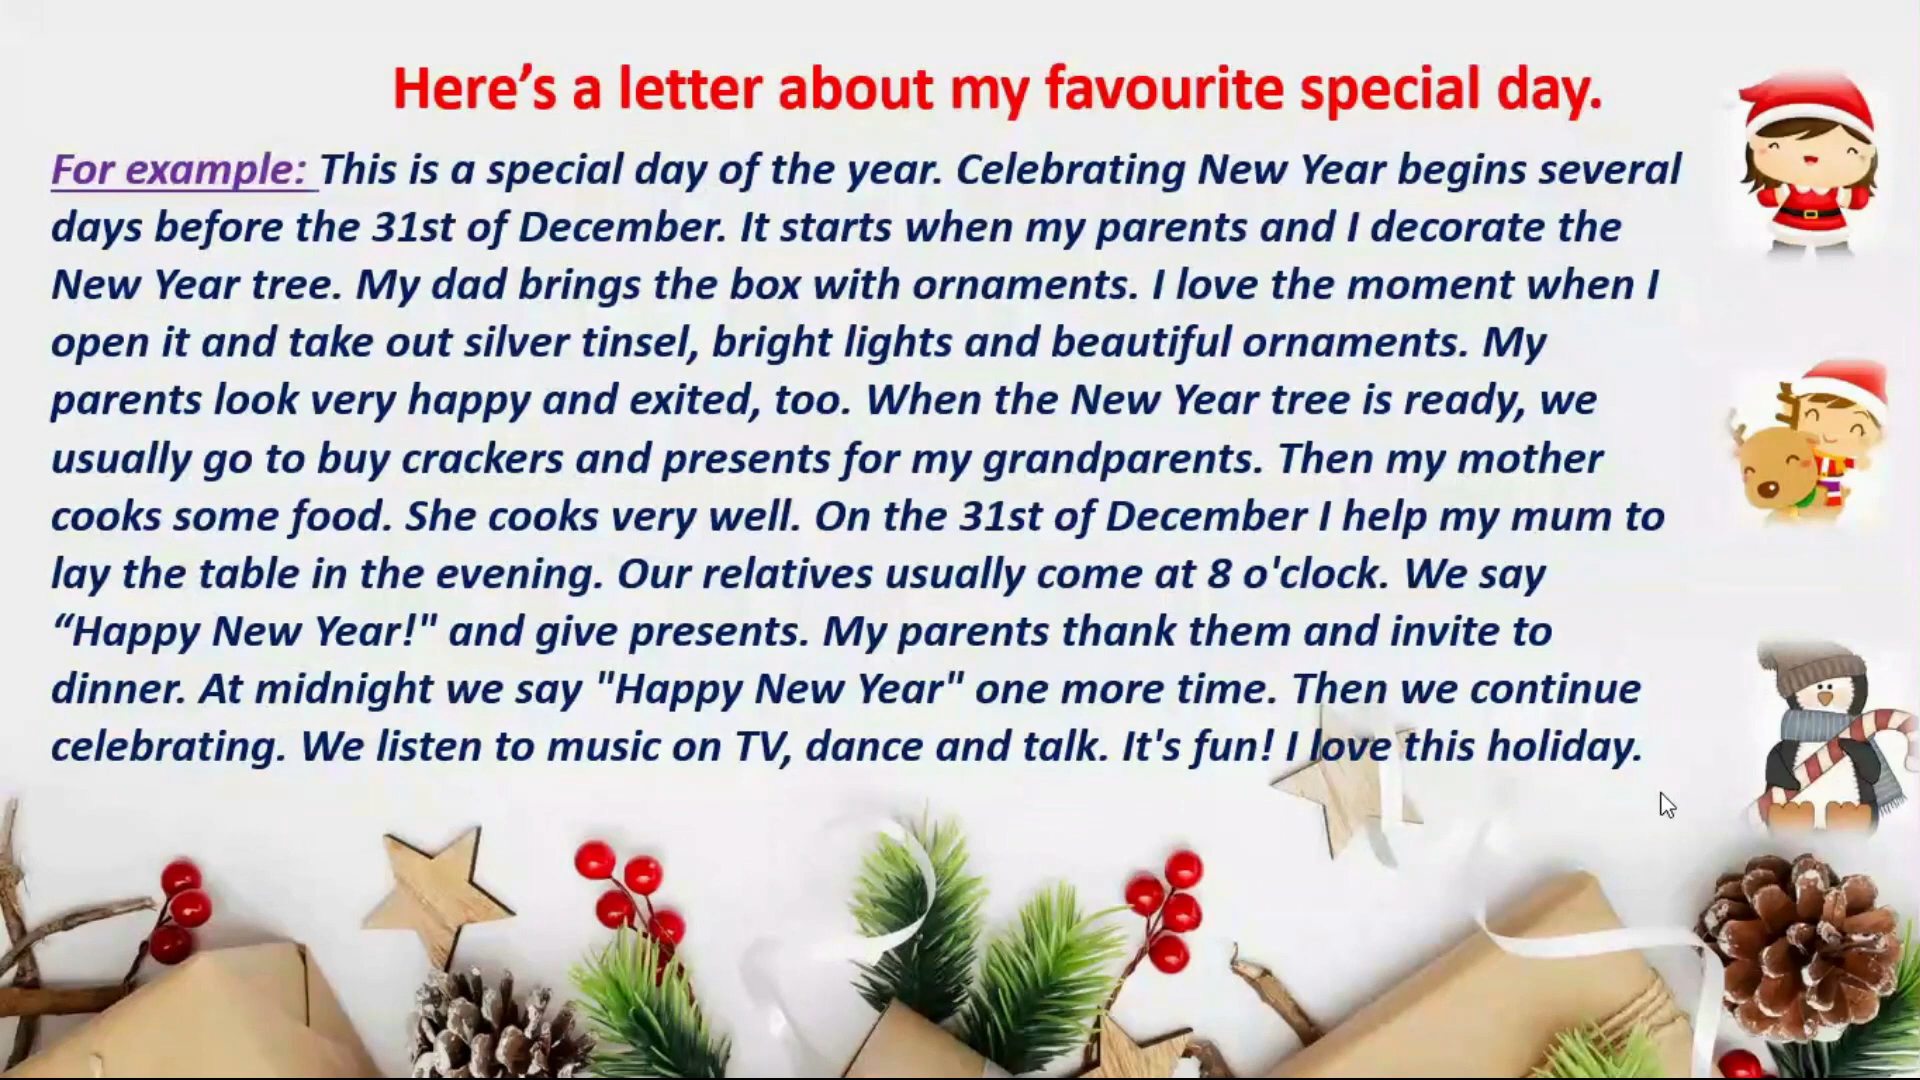 Here’s a letter about my favourite special day.
For example: This is a special day of the year. Celebrating New Year begins several
days before the 31st of December. It starts when my parents and I decorate the
New Year tree. My dad brings the box with ornaments. I love the moment when I
open it and take out silver tinsel, bright lights and beautiful ornaments. My
parents look very happy and exited, too. When the New Year tree is ready, we
usually go to buy crackers and presents for my grandparents. Then my mother
cooks some food. She cooks very well. On the 31st of December I help my mum to
lay the table in the evening. Our relatives usually come at 8 o'clock. We say
“Happy New Year!" and give presents. My parents thank them and invite to
dinner. At midnight we say "Happy New Year" one more time. Then we continue
celebrating. We listen to music on TV, dance and talk. It's fun! I love this holiday.